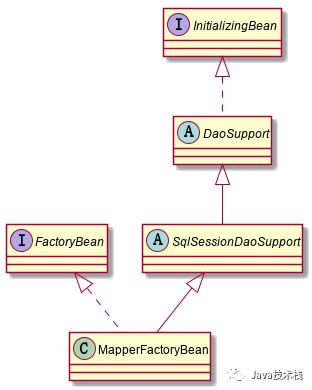 I InitializingBean
A DaoSupport
I FactoryBean
A SqlSessionDaoSupport
C MapperFactoryBean
Java技术栈